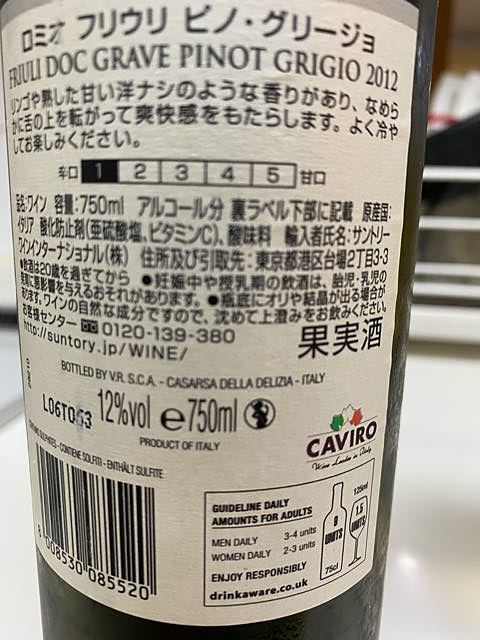 ロミオ フリウリ ピノ・グリージョ
FRIULI DOC GRAVE PINOT GRIGIO 2012
リンゴや熟した甘い洋ナシのような香りがあり、なめら
かに舌の上を転がって爽快感をもたらします。よく冷や
してお楽しみください。
辛口 1 2 3 4 5 甘口
品名:ワイン 容量:750ml アルコール分 裏ラベル下部に記載 原産国:
イタリア 酸化防止剤(亜硫酸塩、ビタミンC)、酸味料 輸入者氏名:サントリー
ワインインターナショナル(株) 住所及び引取先:東京都港区台場2丁目3-3
●飲酒は20歳を過ぎてから ●妊娠中や授乳期の飲酒は、胎児・乳児の
発育に悪影響を与えるおそれがあります。●瓶底にオリや結晶が出る場合が
あります。ワインの自然な成分ですので、沈めて上澄みをお飲みください。
お客様センター 0120-139-380
http://suntory.jp/WINE/
果実酒
BOTTLED BY V.R. S.C.A. - CASARSA DELLA DELIZIA - ITALY
L06T063 12%vol e750ml
PRODUCT OF ITALY
SULPHITES - CONTIENE SOLFITI - ENTHÄLT SULFITE
CAVIRO
Wine Leader in Italy
8 008530 085520
GUIDELINE DAILY
AMOUNTS FOR ADULTS
MEN DAILY 3-4 units
WOMEN DAILY 2-3 units
ENJOY RESPONSIBLY
drinkaware.co.uk
9 UNITS
75cl
125ml
1.5 UNITS